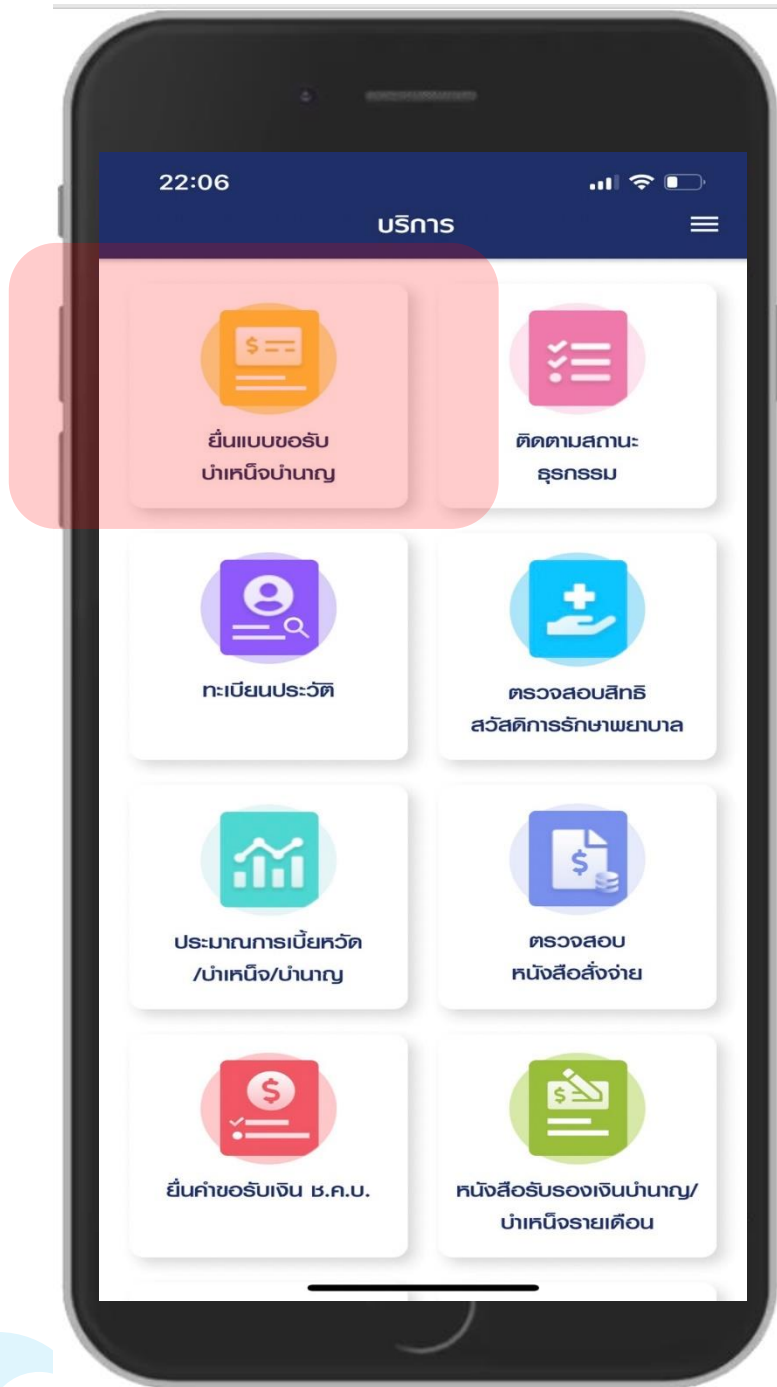 22:06
บริการ
ยื่นแบบขอรับ
บำเหน็จบำนาญ
ติดตามสถานะ
ธุรกรรม
ทะเบียนประวัติ
ตรวจสอบสิทธิ
สวัสดิการรักษาพยาบาล
ประมาณการเบี้ยหวัด
/บำเหน็จ/บำนาญ
ตรวจสอบ
หนังสือสั่งจ่าย
ยื่นคำขอรับเงิน ช.ค.บ.
หนังสือรับรองเงินบำนาญ/
บำเหน็จรายเดือน